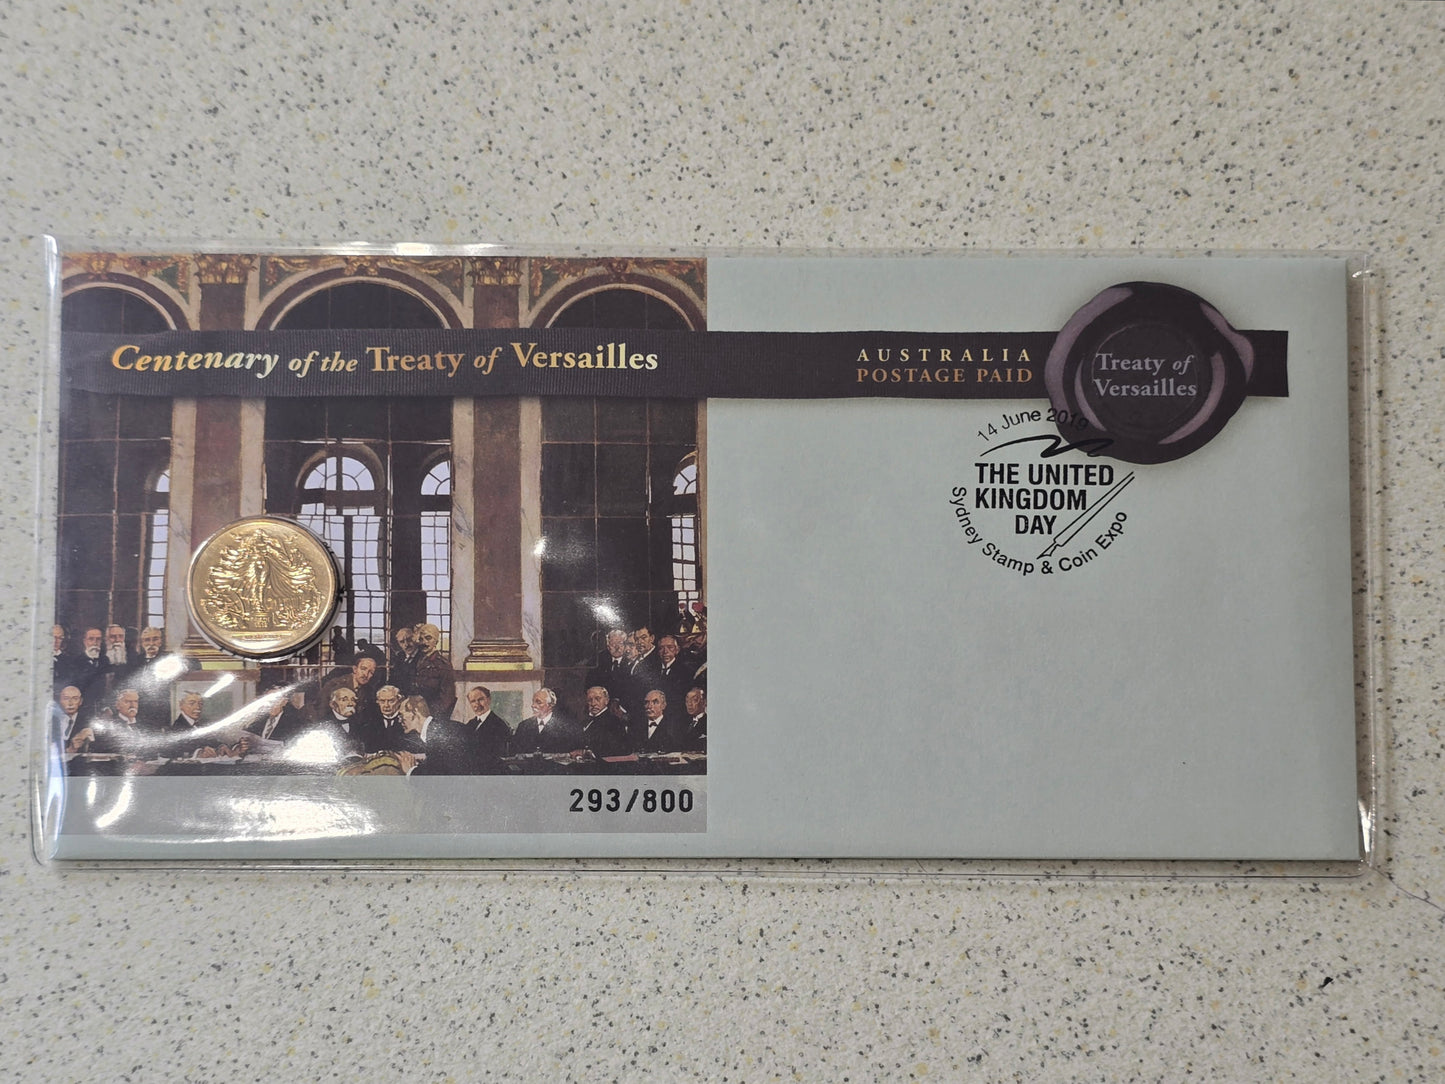 Centenary of the Treaty of Versailles
AUSTRALIA
POSTAGE PAID
Treaty of
Versailles
14 June 2019
THE UNITED
KINGDOM
DAY
Sydney Stamp & Coin Expo
293/800